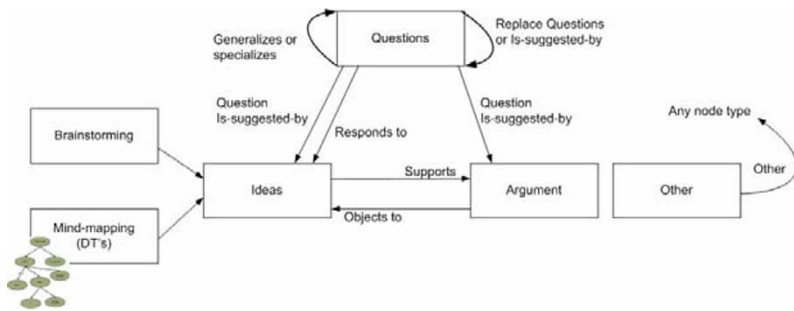 Generalizes or
specializes
Questions
Replace Questions
or Is-suggested-by
Question
Is-suggested-by
Responds to
Question
Is-suggested-by
Any node type
Brainstorming
Ideas
Supports
Argument
Other
Other
Objects to
Mind-mapping
(DT's)